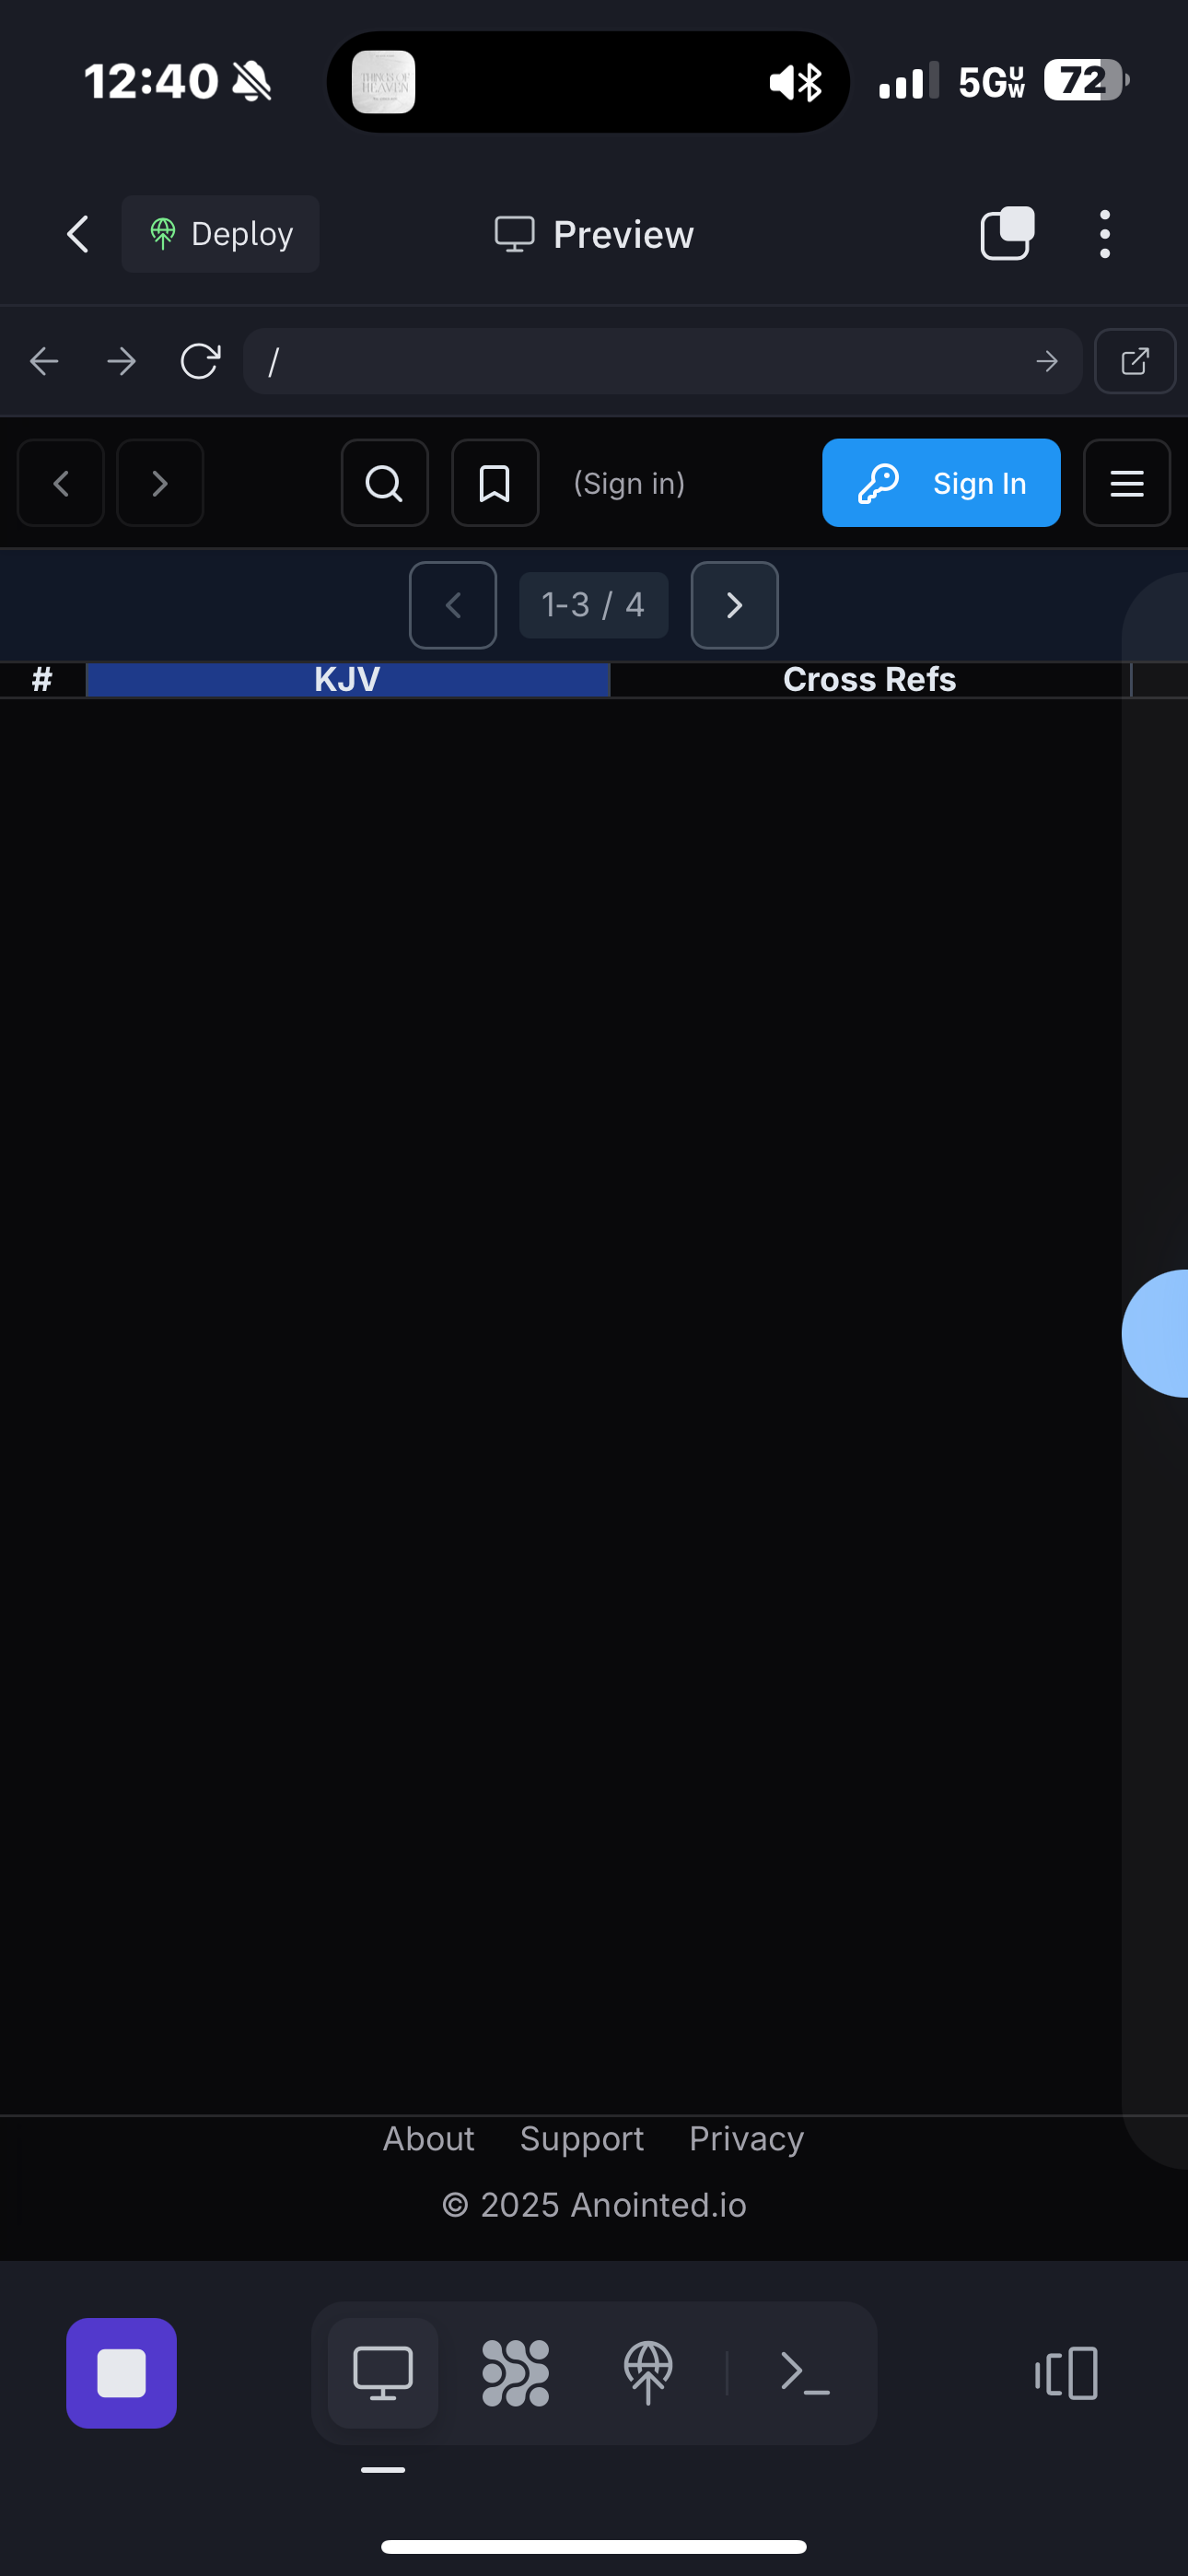 12:40
THINGS OF
HEAVEN
5G UW
72
Deploy
Preview
/
(Sign in)
Sign In
1-3 / 4
#
KJV
Cross Refs
About
Support
Privacy
© 2025 Anointed.io